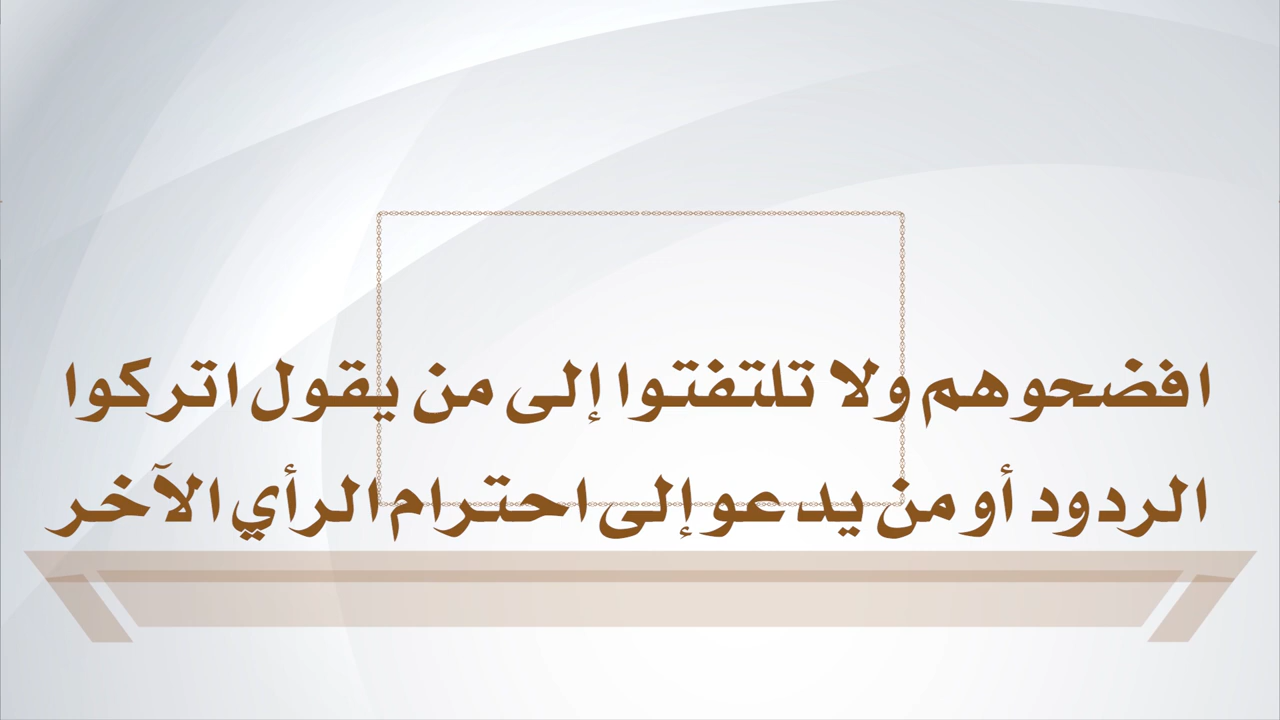 افضحوهم ولا تلتفتوا إلى من يقول اتركوا
الردود أو من يدعو إلى احترام الرأي الآخر